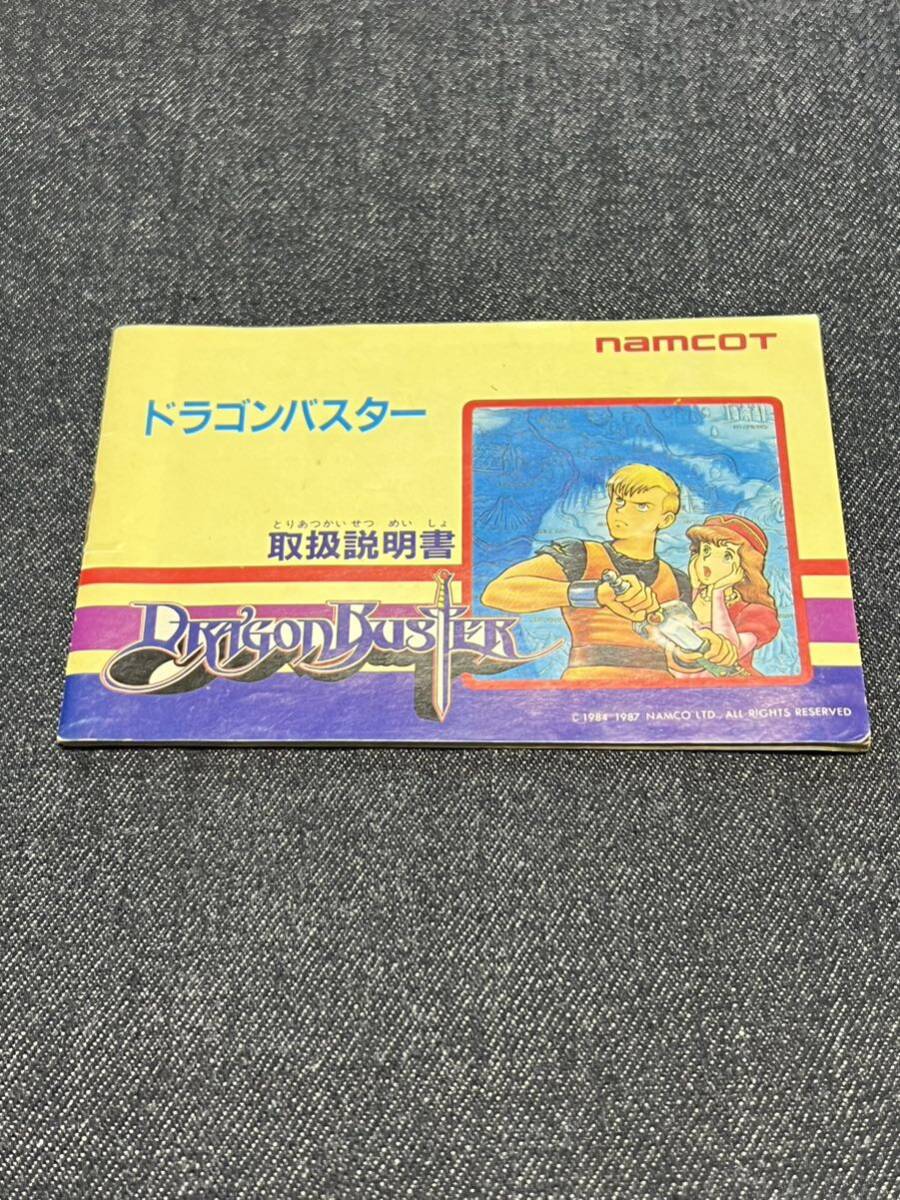 namcoT
ドラゴンバスター
とりあつかいせつめいしょ
取扱説明書
DRAGON BUSTER
© 1984 1987 NAMCO LTD., ALL RIGHTS RESERVED